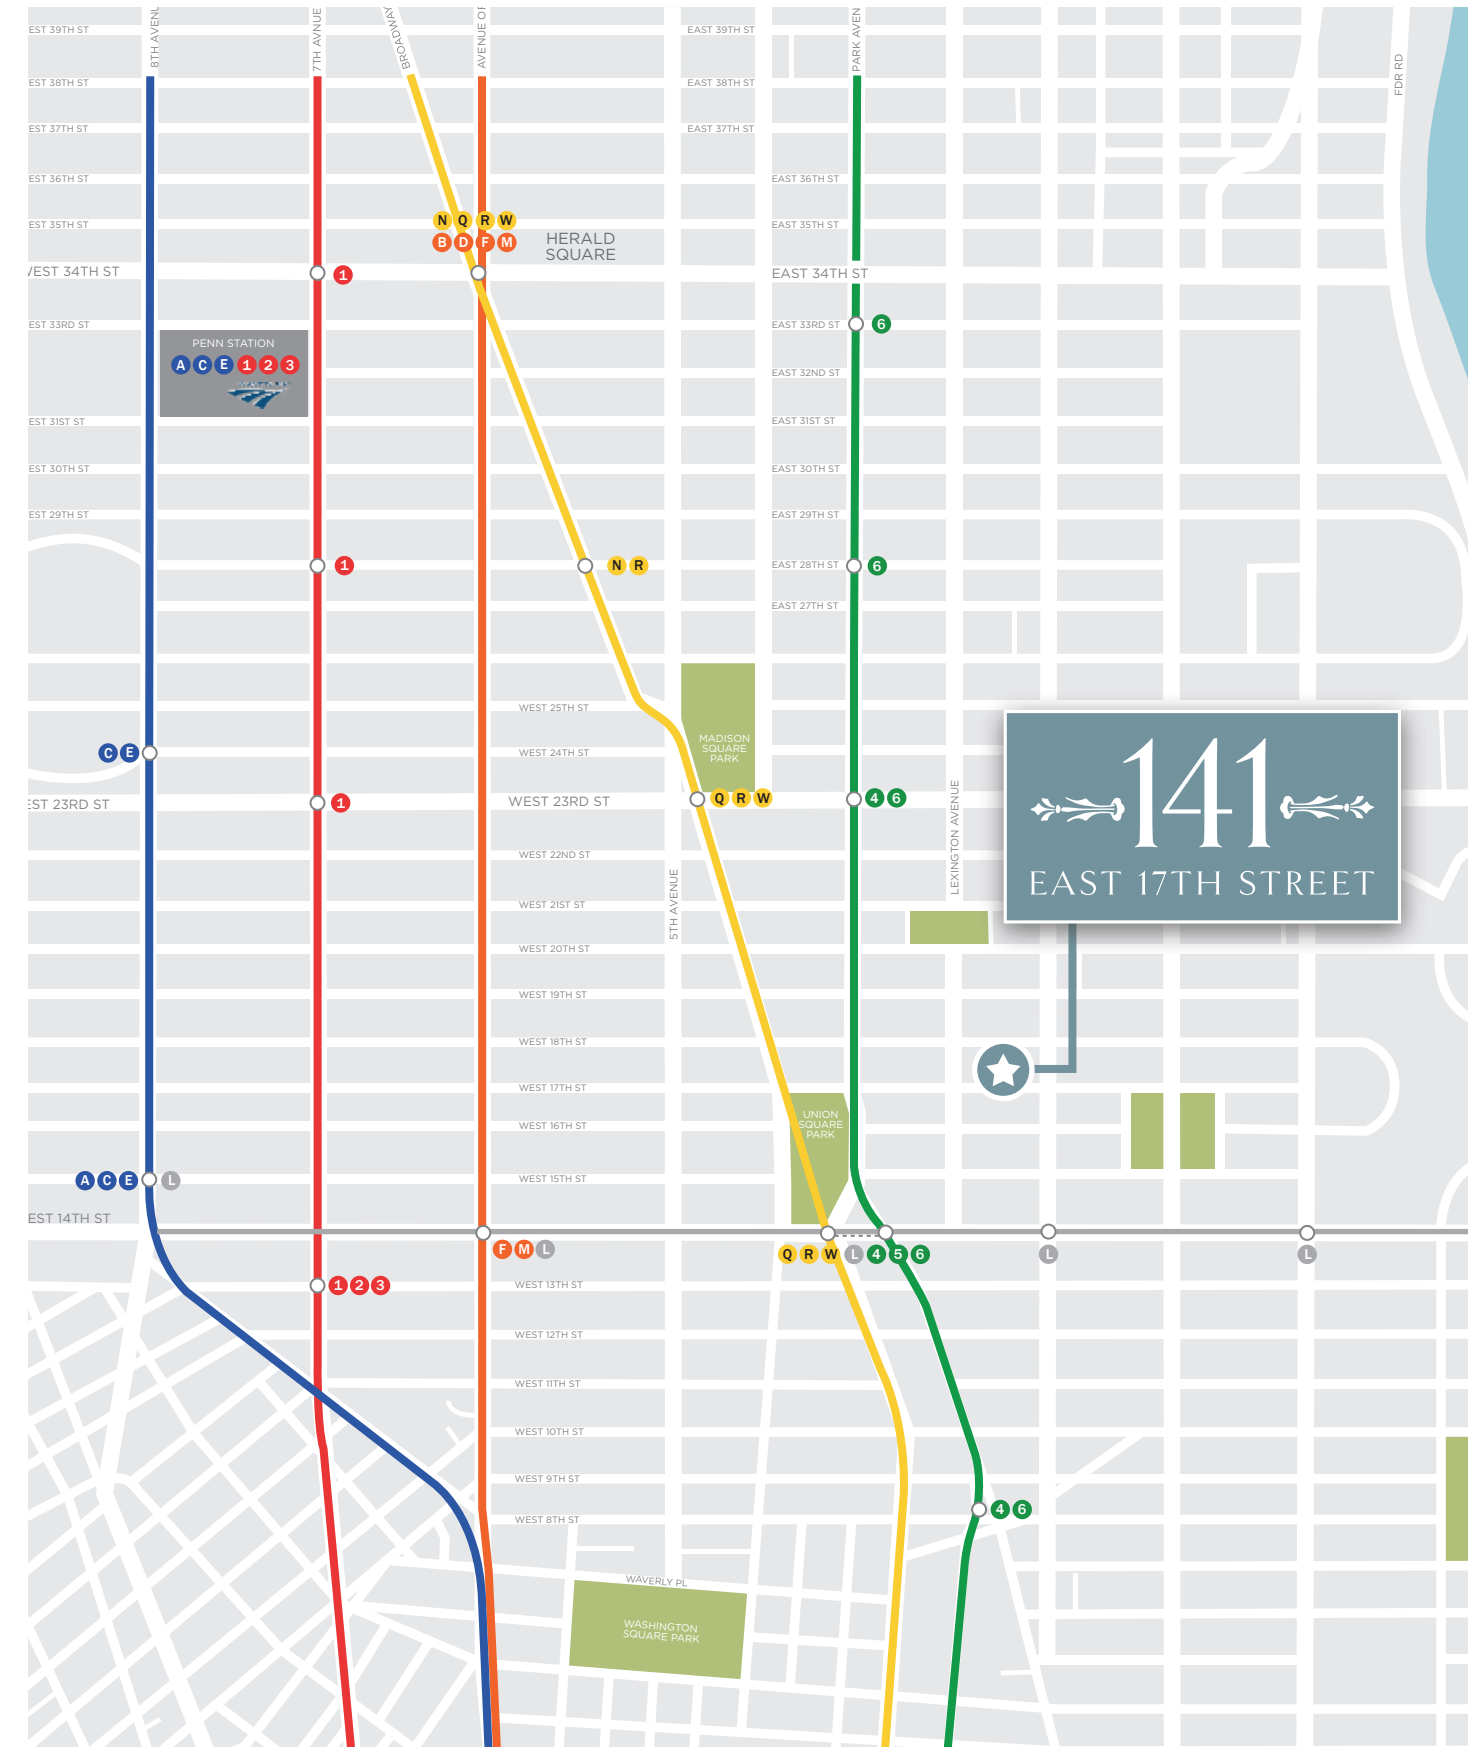 8TH AVENU
7TH AVNUE
BROADWAY
AVENUE OF
PARK AVEN
FDR RD
EST 39TH ST
EAST 39TH ST
EST 38TH ST
EAST 38TH ST
EST 37TH ST
EAST 37TH ST
EST 36TH ST
EAST 36TH ST
N Q R W
EST 35TH ST
EAST 35TH ST
B D F M
HERALD
SQUARE
WEST 34TH ST
1
EAST 34TH ST
EST 33RD ST
EAST 33RD ST
6
PENN STATION
A C E 1 2 3
EAST 32ND ST
EST 31ST ST
EAST 31ST ST
EST 30TH ST
EAST 30TH ST
EST 29TH ST
EAST 29TH ST
1
N R
EAST 28TH ST
6
EAST 27TH ST
WEST 25TH ST
MADISON
SQUARE
PARK
C E
WEST 24TH ST
EST 23RD ST
1
WEST 23RD ST
Q R W
4 6
LEXINGTON AVENUE
141
EAST 17TH STREET
WEST 22ND ST
5TH AVENUE
WEST 21ST ST
WEST 20TH ST
WEST 19TH ST
WEST 18TH ST
WEST 17TH ST
UNION
SQUARE
PARK
WEST 16TH ST
A C E L
WEST 15TH ST
EST 14TH ST
F M L
Q R W L 4 5 6
L
L
1 2 3
WEST 13TH ST
WEST 12TH ST
WEST 11TH ST
WEST 10TH ST
WEST 9TH ST
4 6
WEST 8TH ST
WAVERLY PL
WASHINGTON
SQUARE PARK